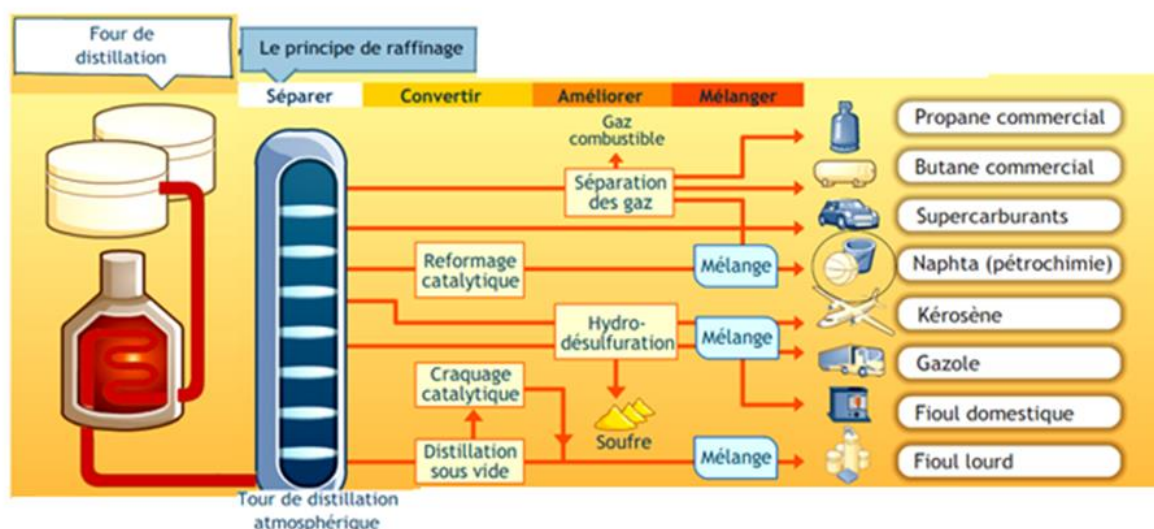 Four de
distillation
Le principe de raffinage
Séparer
Convertir
Améliorer
Mélanger
Gaz
combustible
Séparation
des gaz
Reformage
catalytique
Mélange
Hydro-
désulfuration
Mélange
Craquage
catalytique
Soufre
Distillation
sous vide
Mélange
Tour de distillation
atmosphérique
Propane commercial
Butane commercial
Supercarburants
Naphta (pétrochimie)
Kérosène
Gazole
Fioul domestique
Fioul lourd